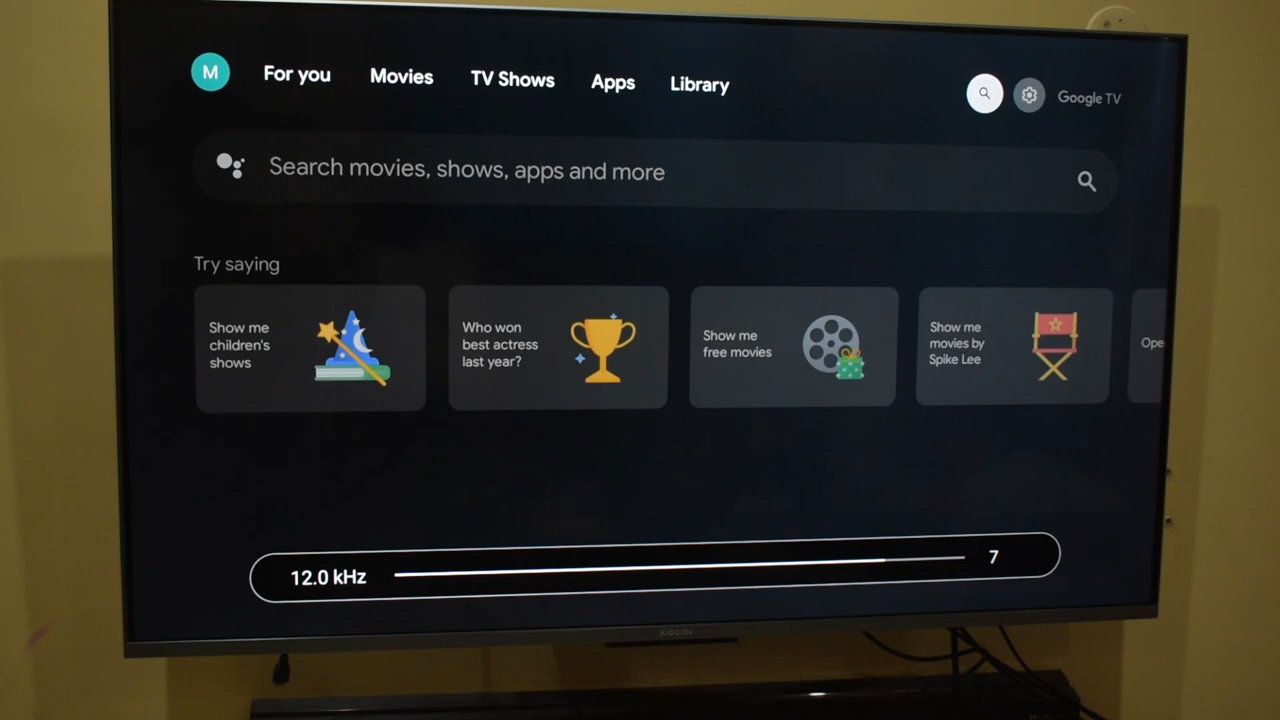 M
For you
Movies
TV Shows
Apps
Library
Google TV
Search movies, shows, apps and more
Try saying
Show me
children's
shows
Who won
best actress
last year?
Show me
free movies
Show me
movies by
Spike Lee
Ope
12.0 kHz
7
xiaomi